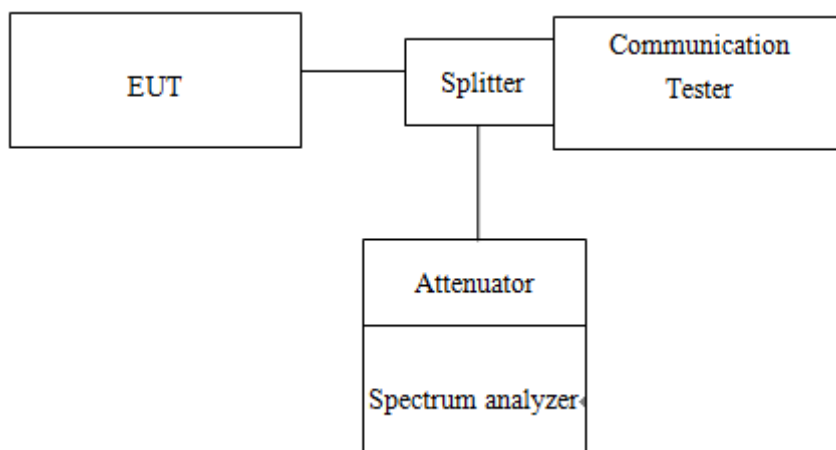 EUT
Splitter
Communication
Tester
Attenuator
Spectrum analyzer